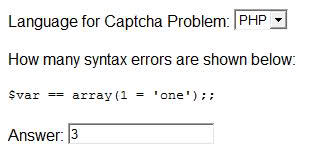 Language for Captcha Problem: PHP
How many syntax errors are shown below:
$var == array(1 = 'one');;
Answer: 3